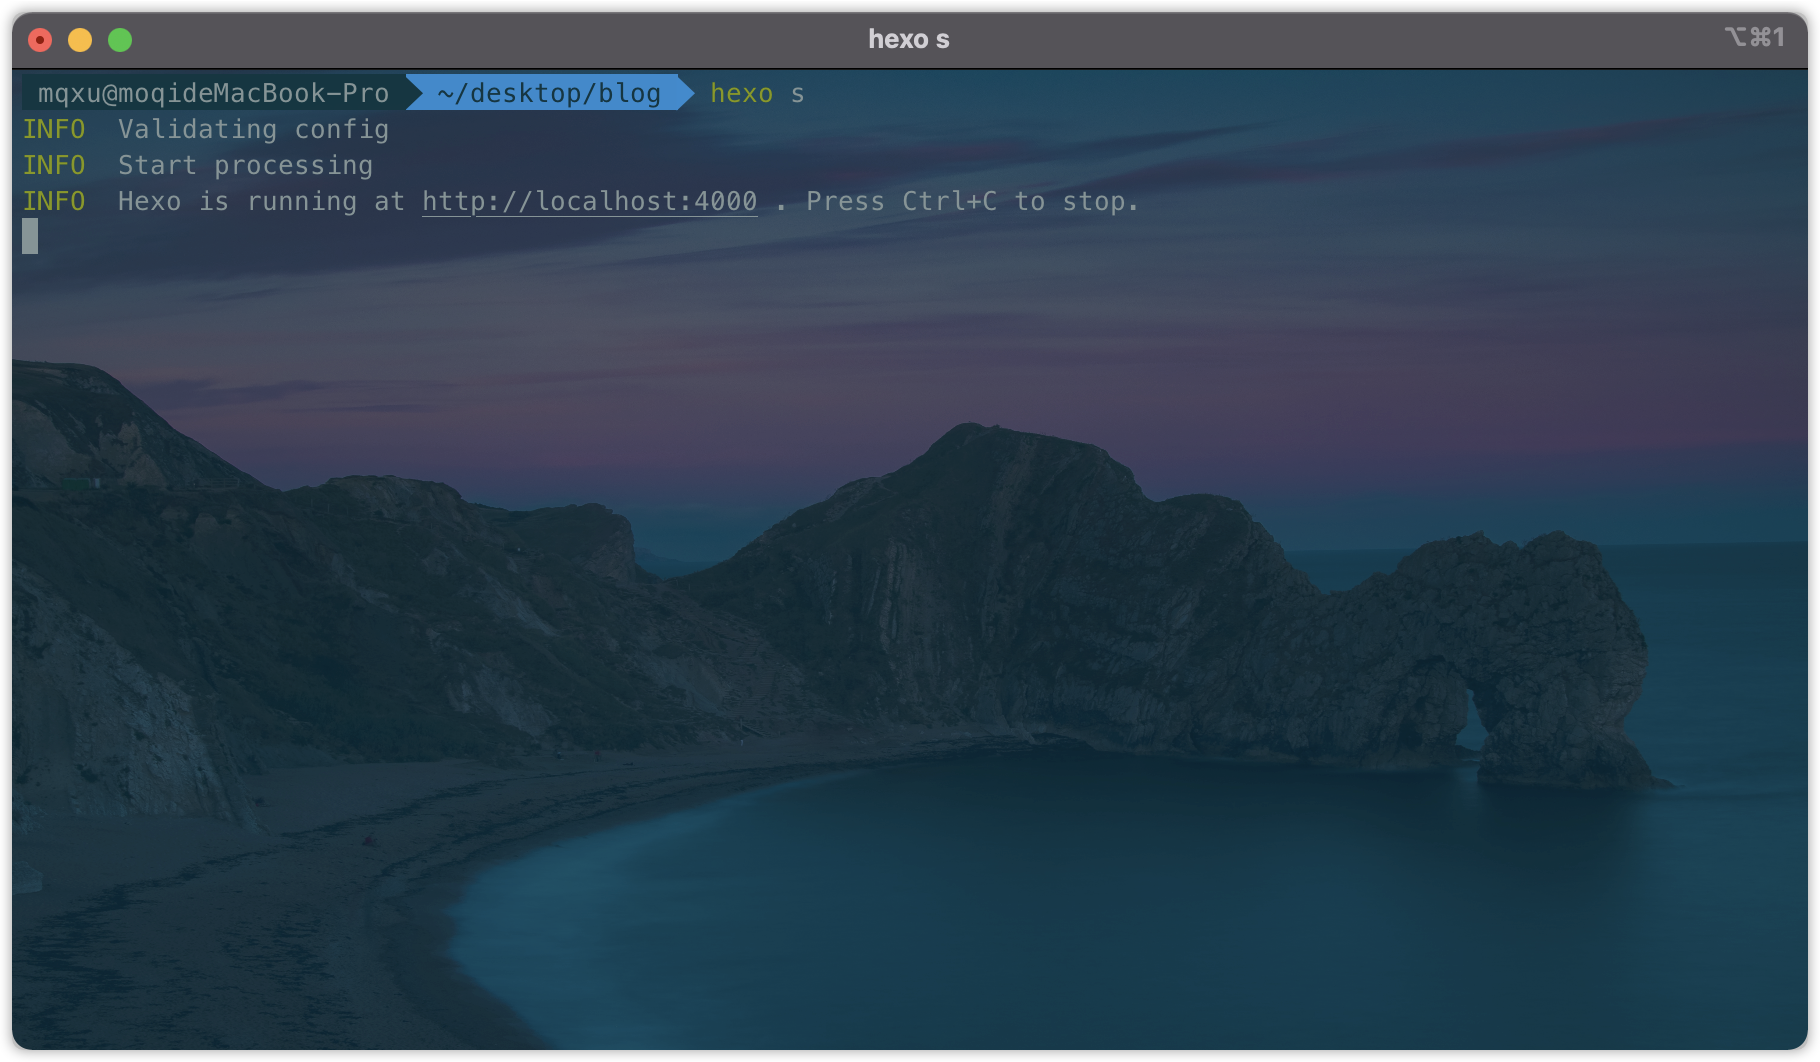 hexo s
⌥⌘1
mqxu@moqideMacBook-Pro ~/desktop/blog hexo s
INFO  Validating config
INFO  Start processing
INFO  Hexo is running at http://localhost:4000 . Press Ctrl+C to stop.